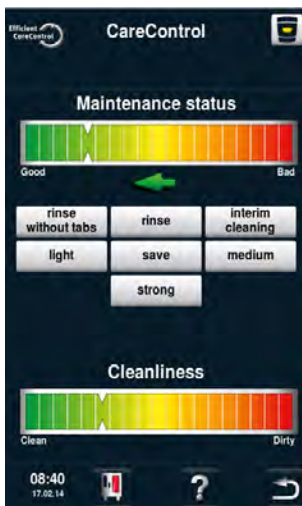 Efficient
CareControl
CareControl
Maintenance status
Good
Bad
rinse without tabs
rinse
interim cleaning
light
save
medium
strong
Cleanliness
Clean
Dirty
08:40
17.02.14
?